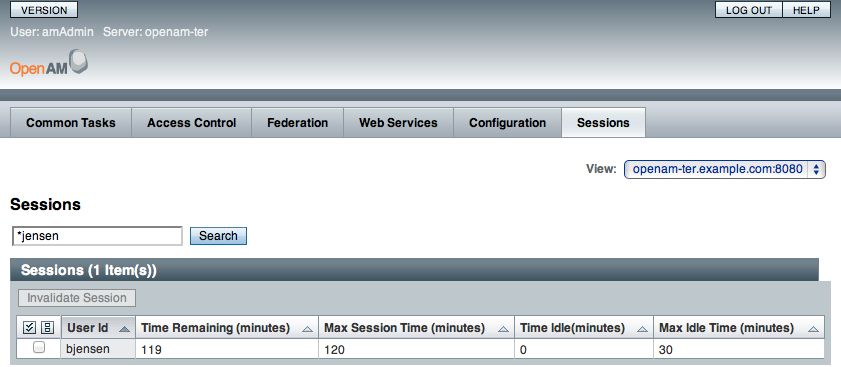 VERSION LOG OUT HELP
User: amAdmin Server: openam-ter
OpenAM
Common Tasks Access Control Federation Web Services Configuration Sessions
View: openam-ter.example.com:8080
Sessions
*jensen Search
Sessions (1 Item(s))
Invalidate Session
User Id Time Remaining (minutes) Max Session Time (minutes) Time Idle(minutes) Max Idle Time (minutes)
bjensen 119 120 0 30